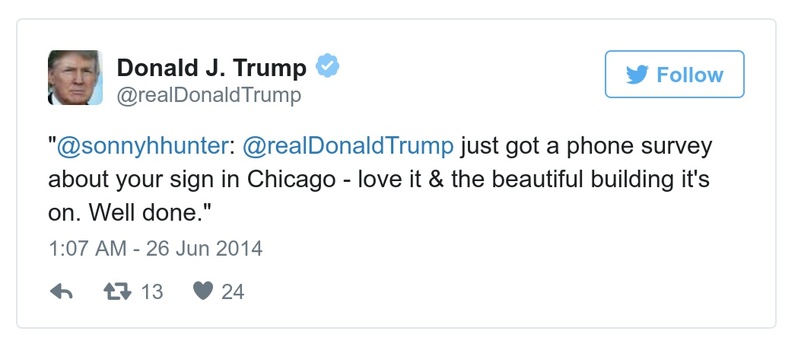 Donald J. Trump
@realDonaldTrump
Follow
"@sonnyhhunter: @realDonaldTrump just got a phone survey
about your sign in Chicago - love it & the beautiful building it's
on. Well done."
1:07 AM - 26 Jun 2014
13 24